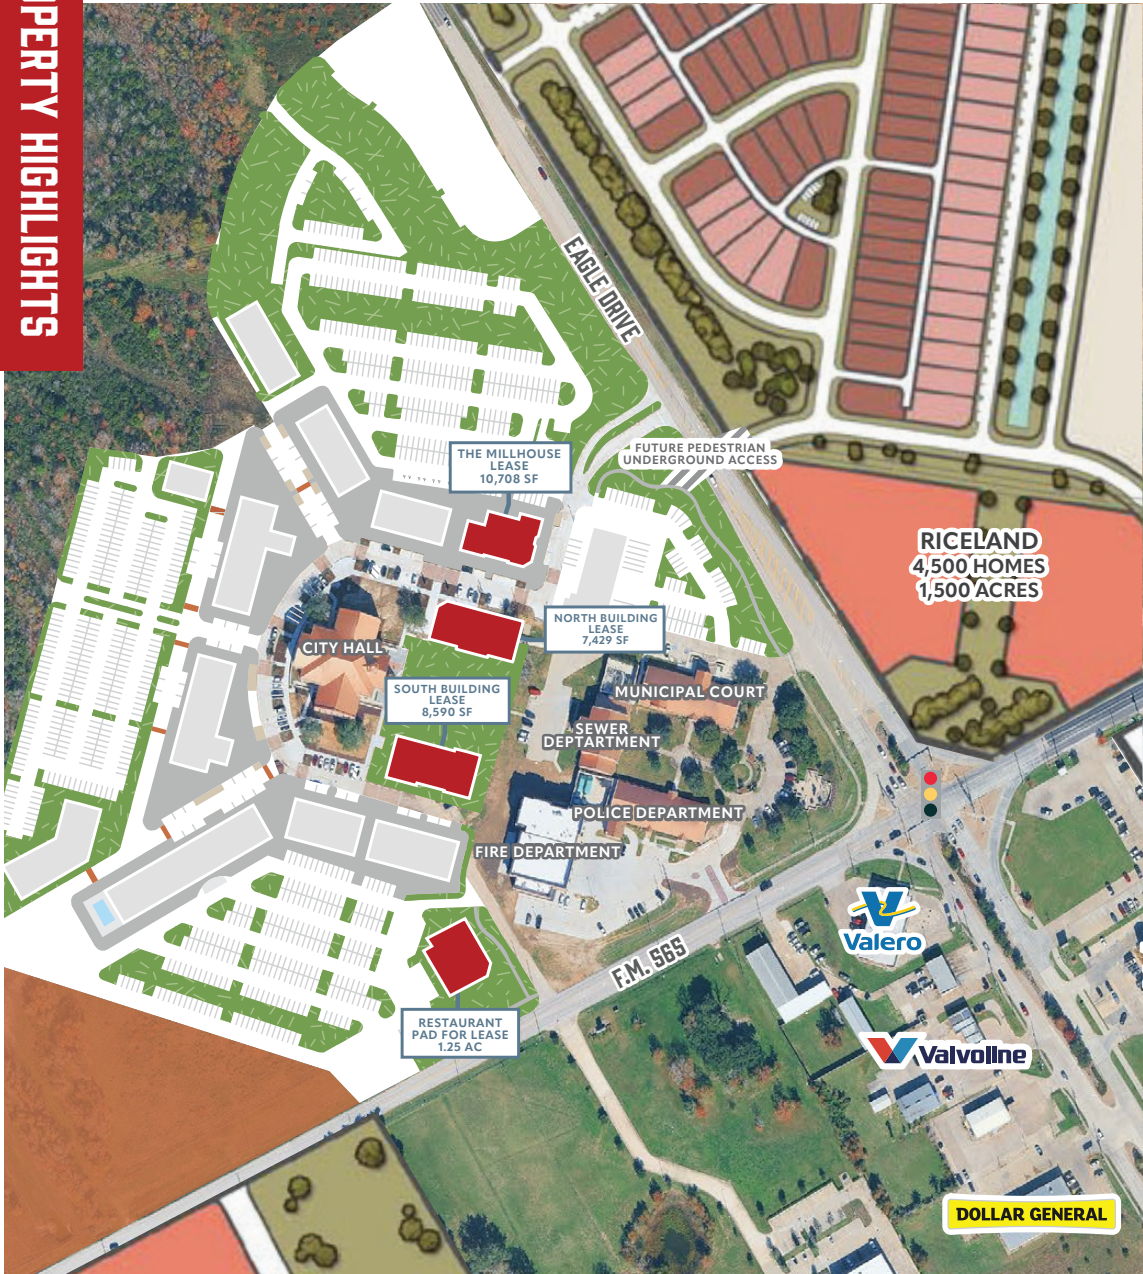 OPERTY HIGHLIGHTS
EAGLE DRIVE
THE MILLHOUSE
LEASE
10,708 SF
FUTURE PEDESTRIAN
UNDERGROUND ACCESS
RICELAND
4,500 HOMES
1,500 ACRES
NORTH BUILDING
LEASE
7,429 SF
CITY HALL
SOUTH BUILDING
LEASE
8,590 SF
MUNICIPAL COURT
SEWER
DEPTARTMENT
POLICE DEPARTMENT
FIRE DEPARTMENT
Valero
F.M. 565
RESTAURANT
PAD FOR LEASE
1.25 AC
Valvoline
DOLLAR GENERAL